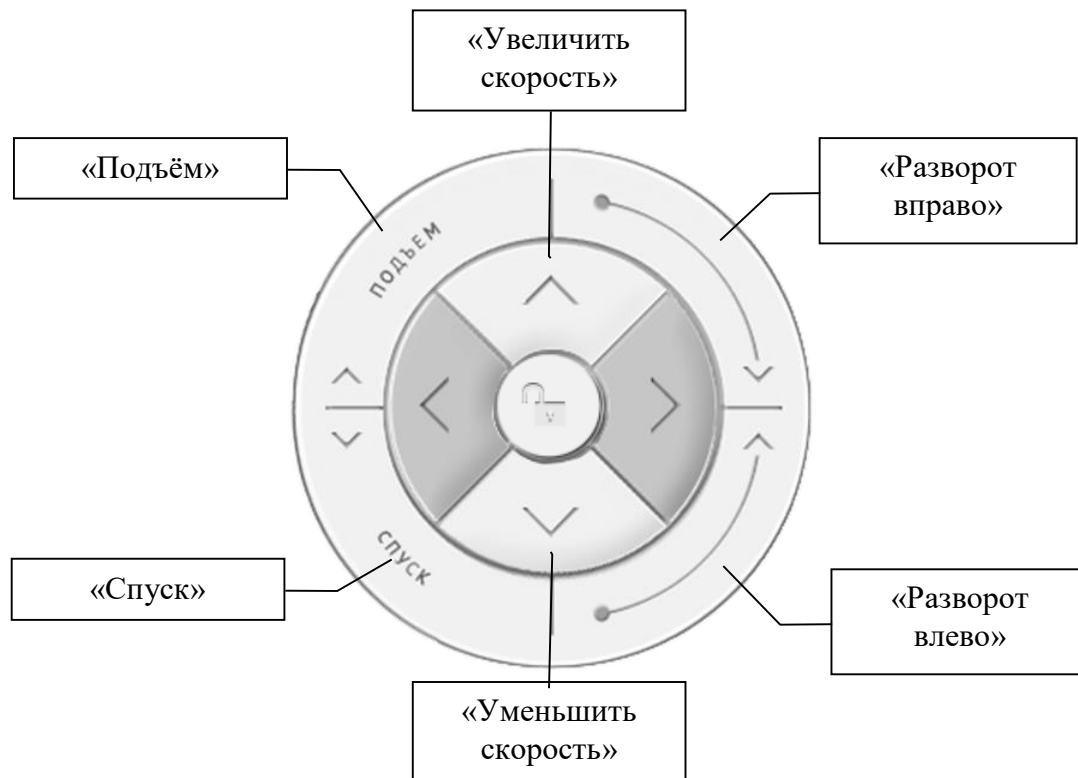 «Увеличить
скорость»
«Подъём»
«Разворот
вправо»
ПОДЪЕМ
СПУСК
«Спуск»
«Разворот
влево»
«Уменьшить
скорость»